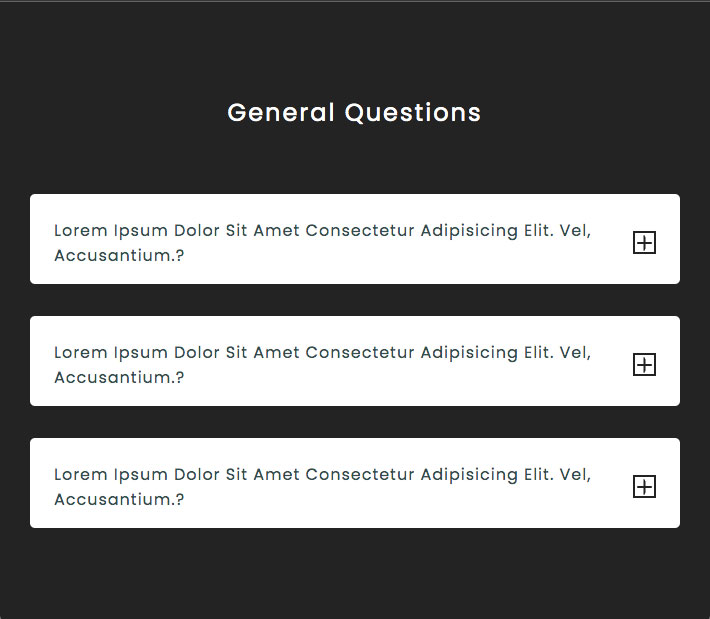 General Questions
Lorem Ipsum Dolor Sit Amet Consectetur Adipisicing Elit. Vel,
Accusantium.?
Lorem Ipsum Dolor Sit Amet Consectetur Adipisicing Elit. Vel,
Accusantium.?
Lorem Ipsum Dolor Sit Amet Consectetur Adipisicing Elit. Vel,
Accusantium.?